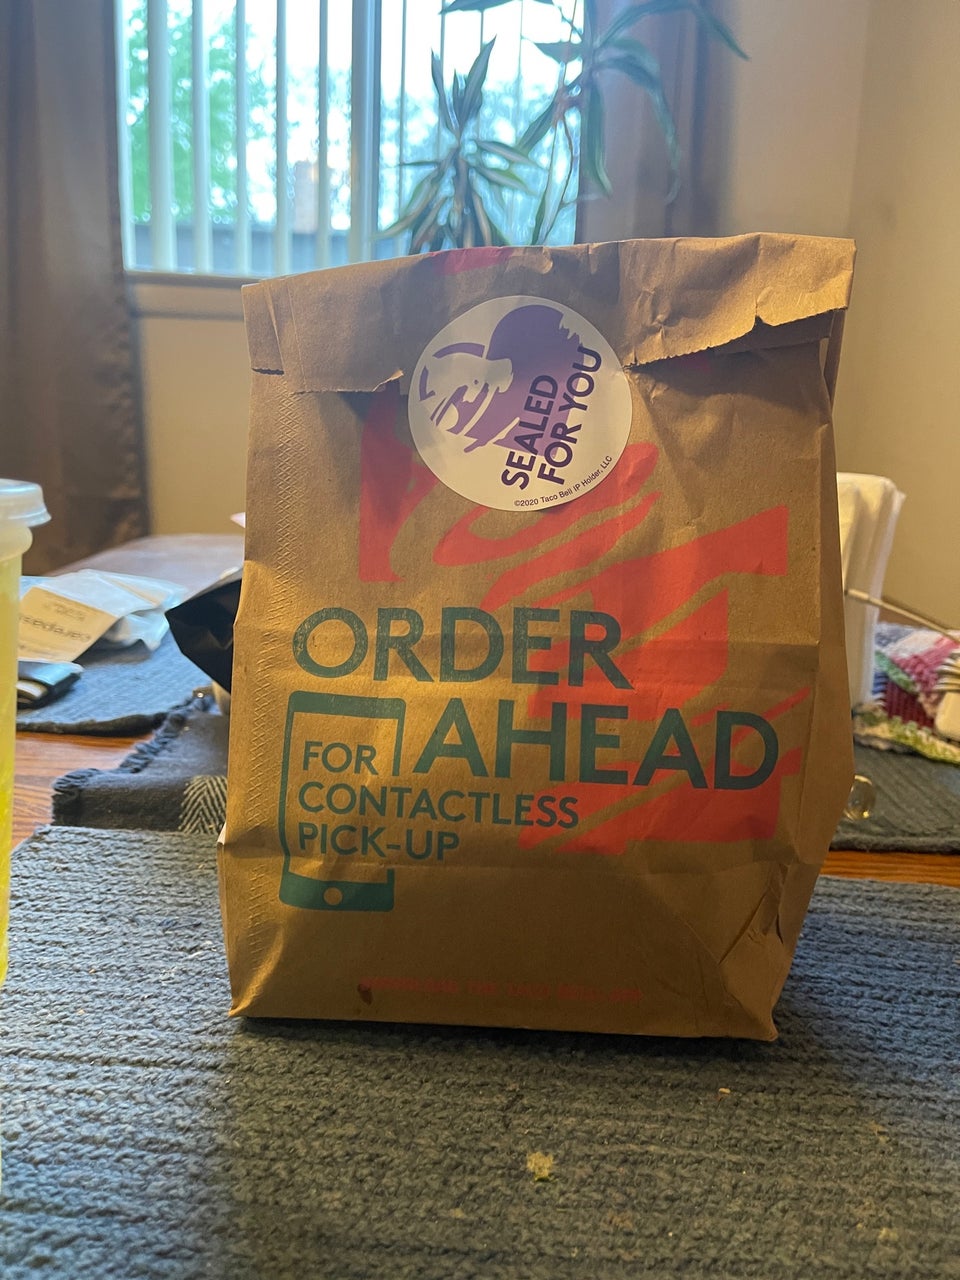 SEALED
FOR YOU
©2020 Taco Bell IP Holder, LLC
ORDER
AHEAD
FOR
CONTACTLESS
PICK-UP